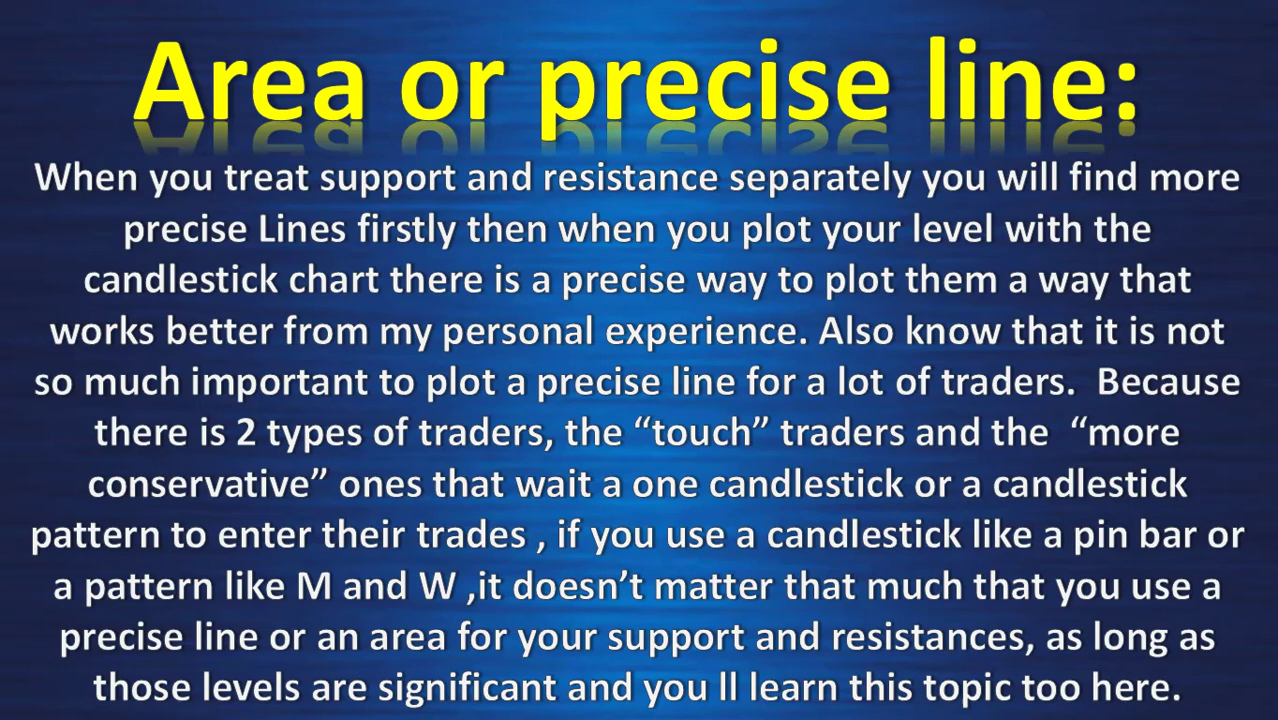 Area or precise line:
When you treat support and resistance separately you will find more
precise Lines firstly then when you plot your level with the
candlestick chart there is a precise way to plot them a way that
works better from my personal experience. Also know that it is not
so much important to plot a precise line for a lot of traders.  Because
there is 2 types of traders, the “touch” traders and the  “more
conservative” ones that wait a one candlestick or a candlestick
pattern to enter their trades , if you use a candlestick like a pin bar or
a pattern like M and W ,it doesn’t matter that much that you use a
precise line or an area for your support and resistances, as long as
those levels are significant and you ll learn this topic too here.